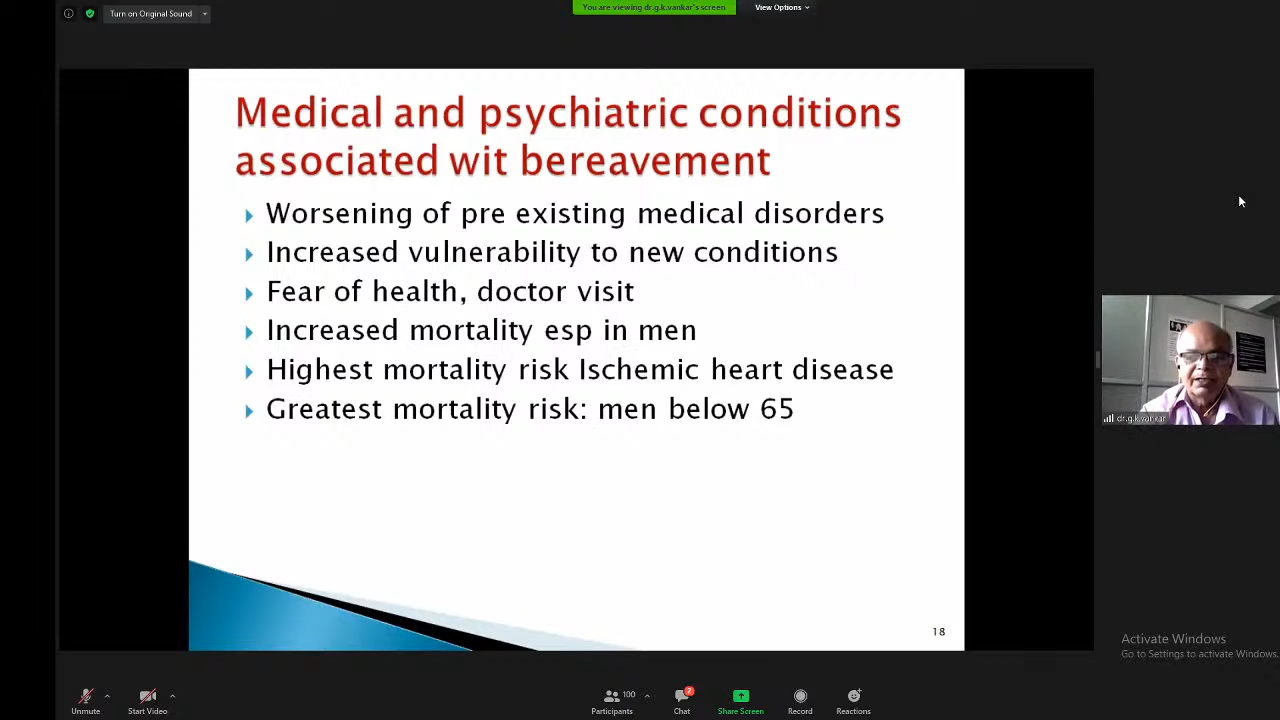 Turn on Original Sound
You are viewing dr.g.k.vankar's screen
View Options
Medical and psychiatric conditions
associated wit bereavement
Worsening of pre existing medical disorders
Increased vulnerability to new conditions
Fear of health, doctor visit
Increased mortality esp in men
Highest mortality risk Ischemic heart disease
Greatest mortality risk: men below 65
18
dr.g.k.vankar
Activate Windows
Go to Settings to activate Windows.
Unmute
Start Video
100
Participants
2
Chat
Share Screen
Record
Reactions